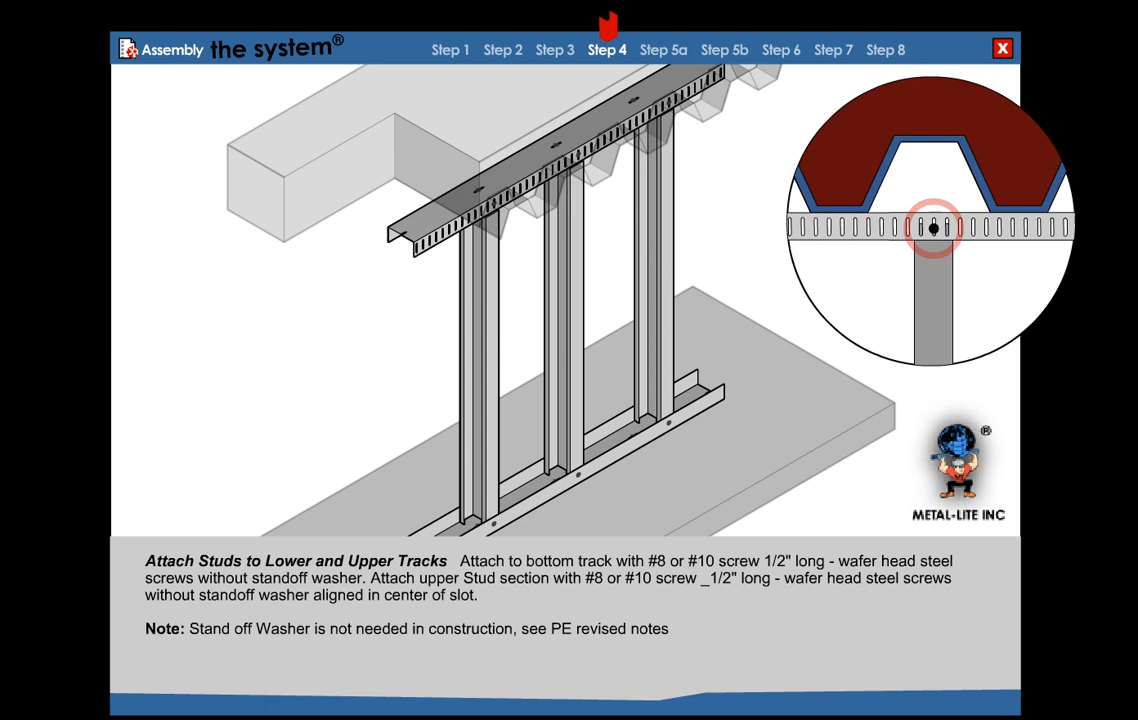 Assembly the system®
Step 1 Step 2 Step 3 Step 4 Step 5a Step 5b Step 6 Step 7 Step 8
X
®
METAL-LITE INC
Attach Studs to Lower and Upper Tracks Attach to bottom track with #8 or #10 screw 1/2" long - wafer head steel
screws without standoff washer. Attach upper Stud section with #8 or #10 screw _1/2" long - wafer head steel screws
without standoff washer aligned in center of slot.
Note: Stand off Washer is not needed in construction, see PE revised notes